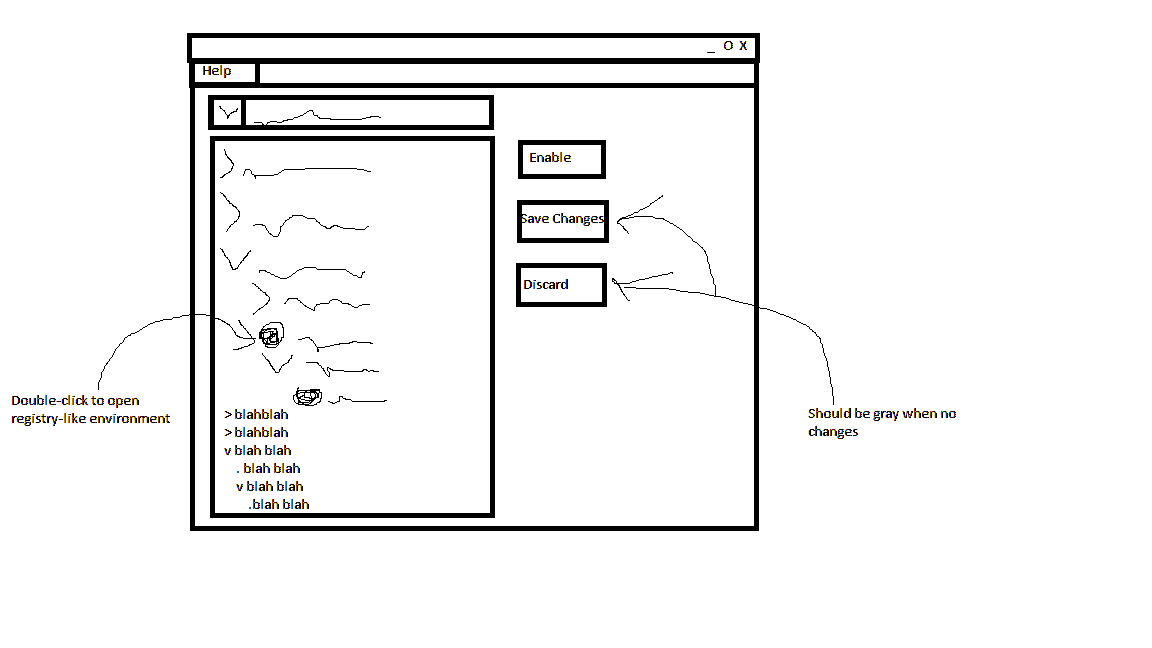 _ O X
Help
Enable
Save Changes
Discard
Double-click to open
registry-like environment
> blahblah
> blahblah
v blah blah
. blah blah
v blah blah
.blah blah
Should be gray when no
changes